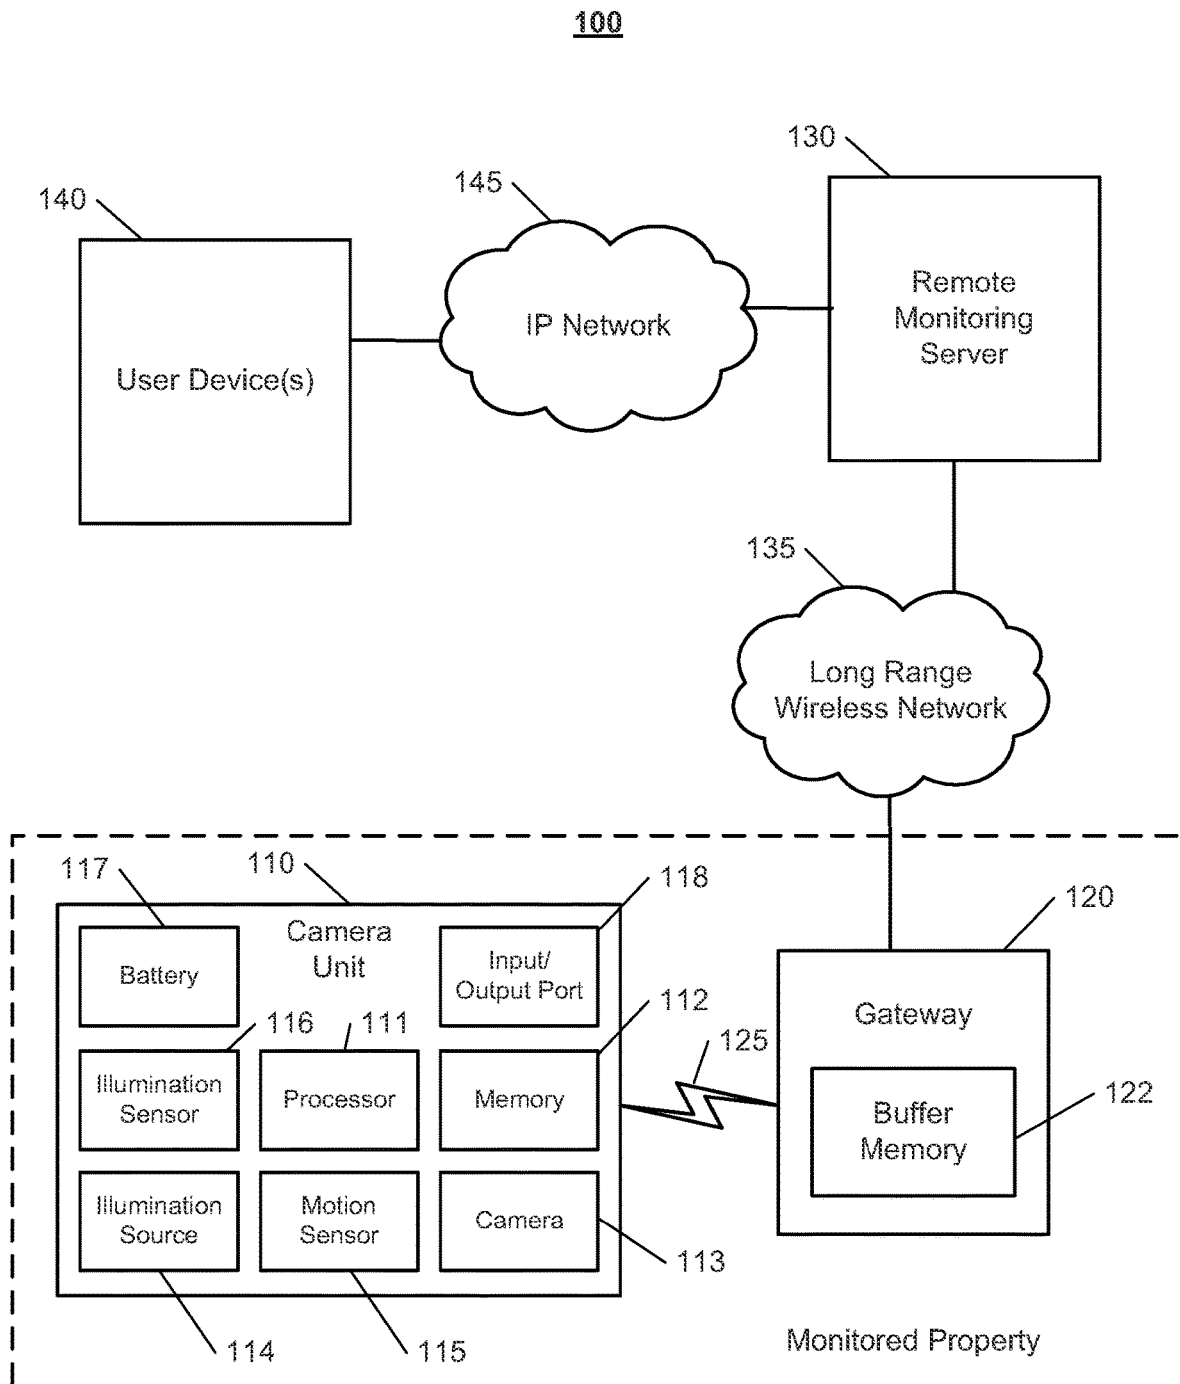 100
130
145
140
Remote
Monitoring
Server
IP Network
User Device(s)
135
Long Range
Wireless Network
117
110
118
120
Camera
Unit
Battery
Input/
Output Port
112
Gateway
116
111
125
Illumination
Sensor
Processor
Memory
122
Buffer
Memory
Illumination
Source
Motion
Sensor
Camera
113
114
115
Monitored Property